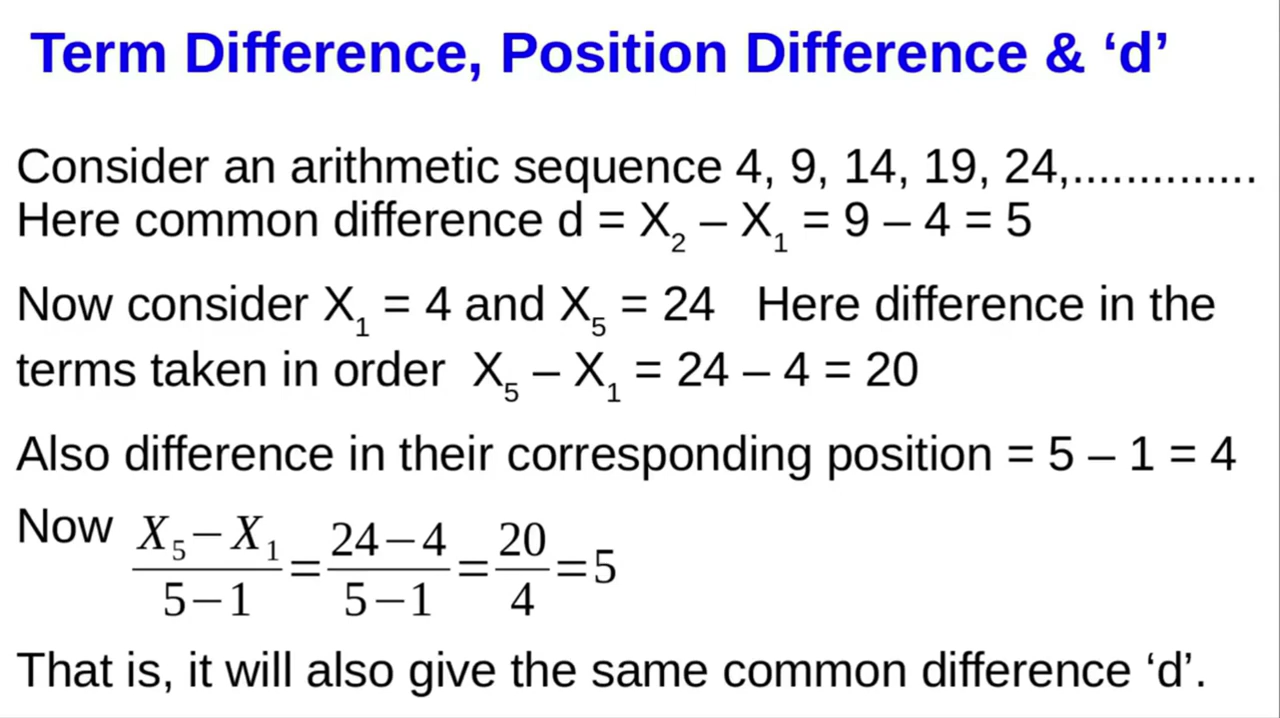 Term Difference, Position Difference & ‘d’
Consider an arithmetic sequence 4, 9, 14, 19, 24,..............
Here common difference d = X₂ – X₁ = 9 – 4 = 5
Now consider X₁ = 4 and X₅ = 24 Here difference in the
terms taken in order X₅ – X₁ = 24 – 4 = 20
Also difference in their corresponding position = 5 – 1 = 4
Now (X₅ − X₁)/(5−1) = (24−4)/(5−1) = 20/4 = 5
That is, it will also give the same common difference ‘d’.